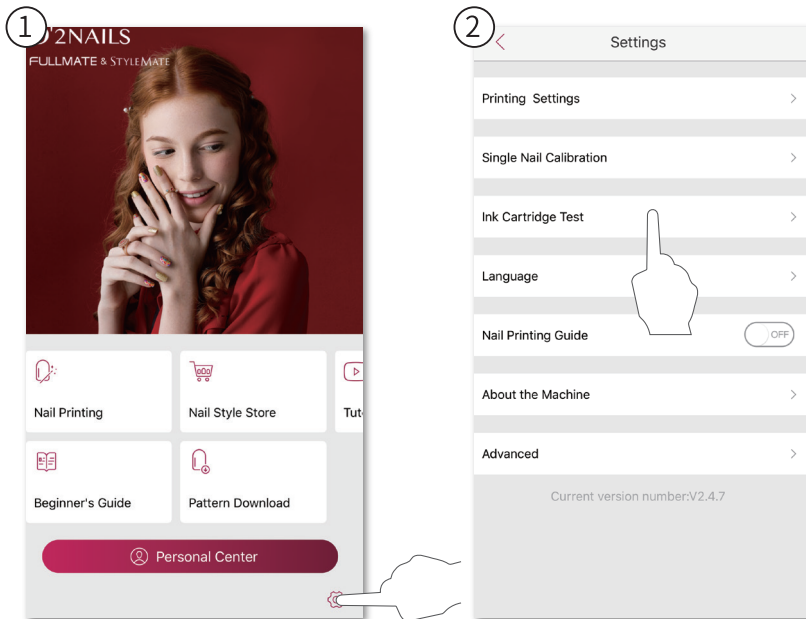 1
O'2NAILS
FULLMATE & STYLEMATE
Nail Printing
Nail Style Store
Tut
Beginner's Guide
Pattern Download
Personal Center
2
Settings
Printing Settings
Single Nail Calibration
Ink Cartridge Test
Language
Nail Printing Guide
OFF
About the Machine
Advanced
Current version number:V2.4.7